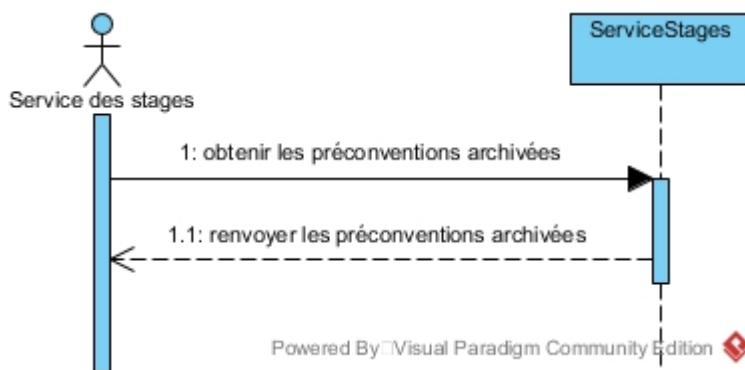 ServiceStages
Service des stages
1: obtenir les préconventions archivées
1.1: renvoyer les préconventions archivées
Powered By Visual Paradigm Community Edition